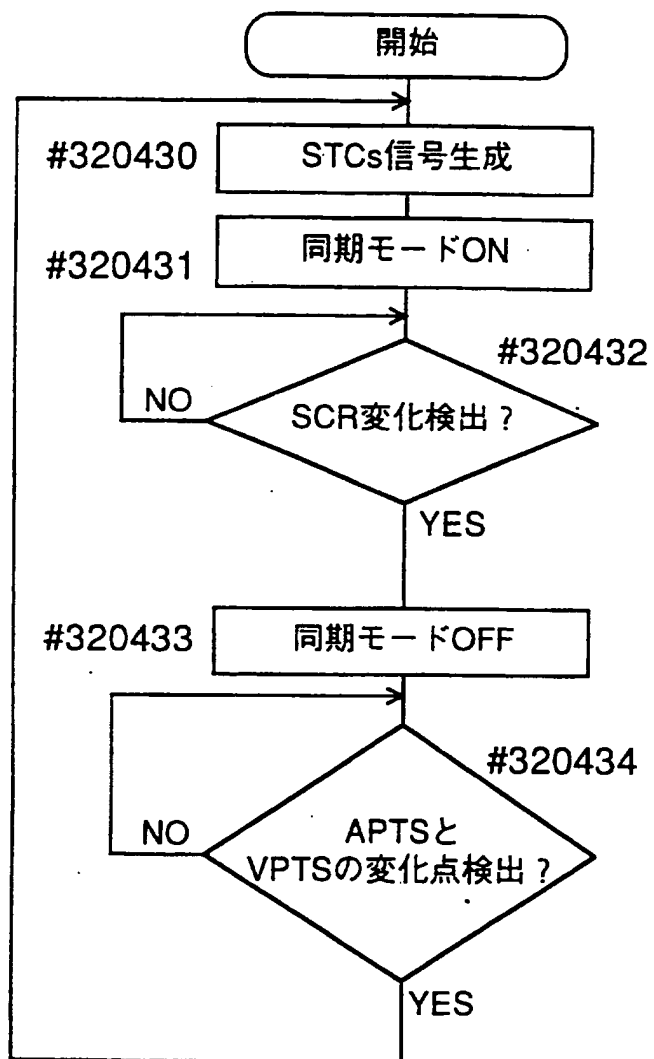 開始
#320430
STCs信号生成
#320431
同期モードON
#320432
NO
SCR変化検出？
YES
#320433
同期モードOFF
#320434
NO
APTSと
VPTSの変化点検出？
YES